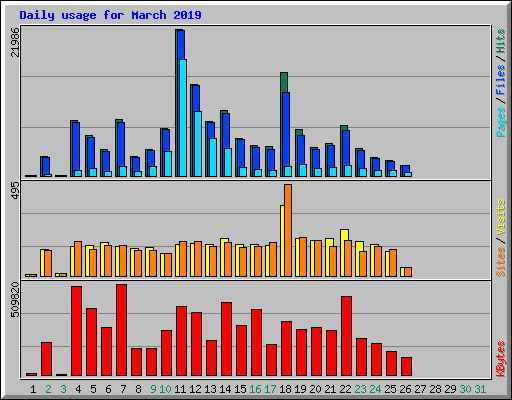 Daily usage for March 2019
21986
Pages / Files / Hits
495
Sites / Visits
509820
KBytes
1 2 3 4 5 6 7 8 9 10 11 12 13 14 15 16 17 18 19 20 21 22 23 24 25 26 27 28 29 30 31